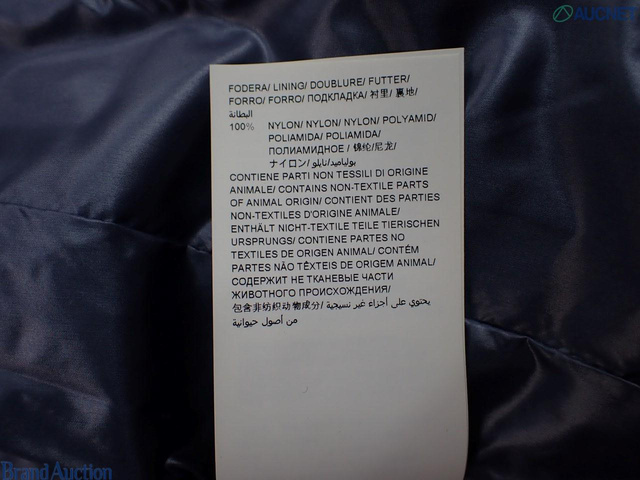 AUCNET
FODERA/ LINING/ DOUBLURE/ FUTTER/
FORRO/ FORRO/ ПОДКЛАДКА/ 衬里/ 裏地/
البطانة
100% NYLON/ NYLON/ NYLON/ POLYAMID/
POLIAMIDA/ POLIAMIDA/
ПОЛИАМИДНОЕ / 锦纶/尼龙/
ナイロン/ بولياميد/نايلو
CONTIENE PARTI NON TESSILI DI ORIGINE
ANIMALE/ CONTAINS NON-TEXTILE PARTS
OF ANIMAL ORIGIN/ CONTIENT DES PARTIES
NON-TEXTILES D'ORIGINE ANIMALE/
ENTHÄLT NICHT-TEXTILE TEILE TIERISCHEN
URSPRUNGS/ CONTIENE PARTES NO
TEXTILES DE ORIGEN ANIMAL/ CONTÉM
PARTES NÃO TÊXTEIS DE ORIGEM ANIMAL/
СОДЕРЖИТ НЕ ТКАНЕВЫЕ ЧАСТИ
ЖИВОТНОГО ПРОИСХОЖДЕНИЯ/
包含非纺织动物成分/ يحتوي على أجزاء غير نسيجية
من أصول حيوانية
Brand Auction